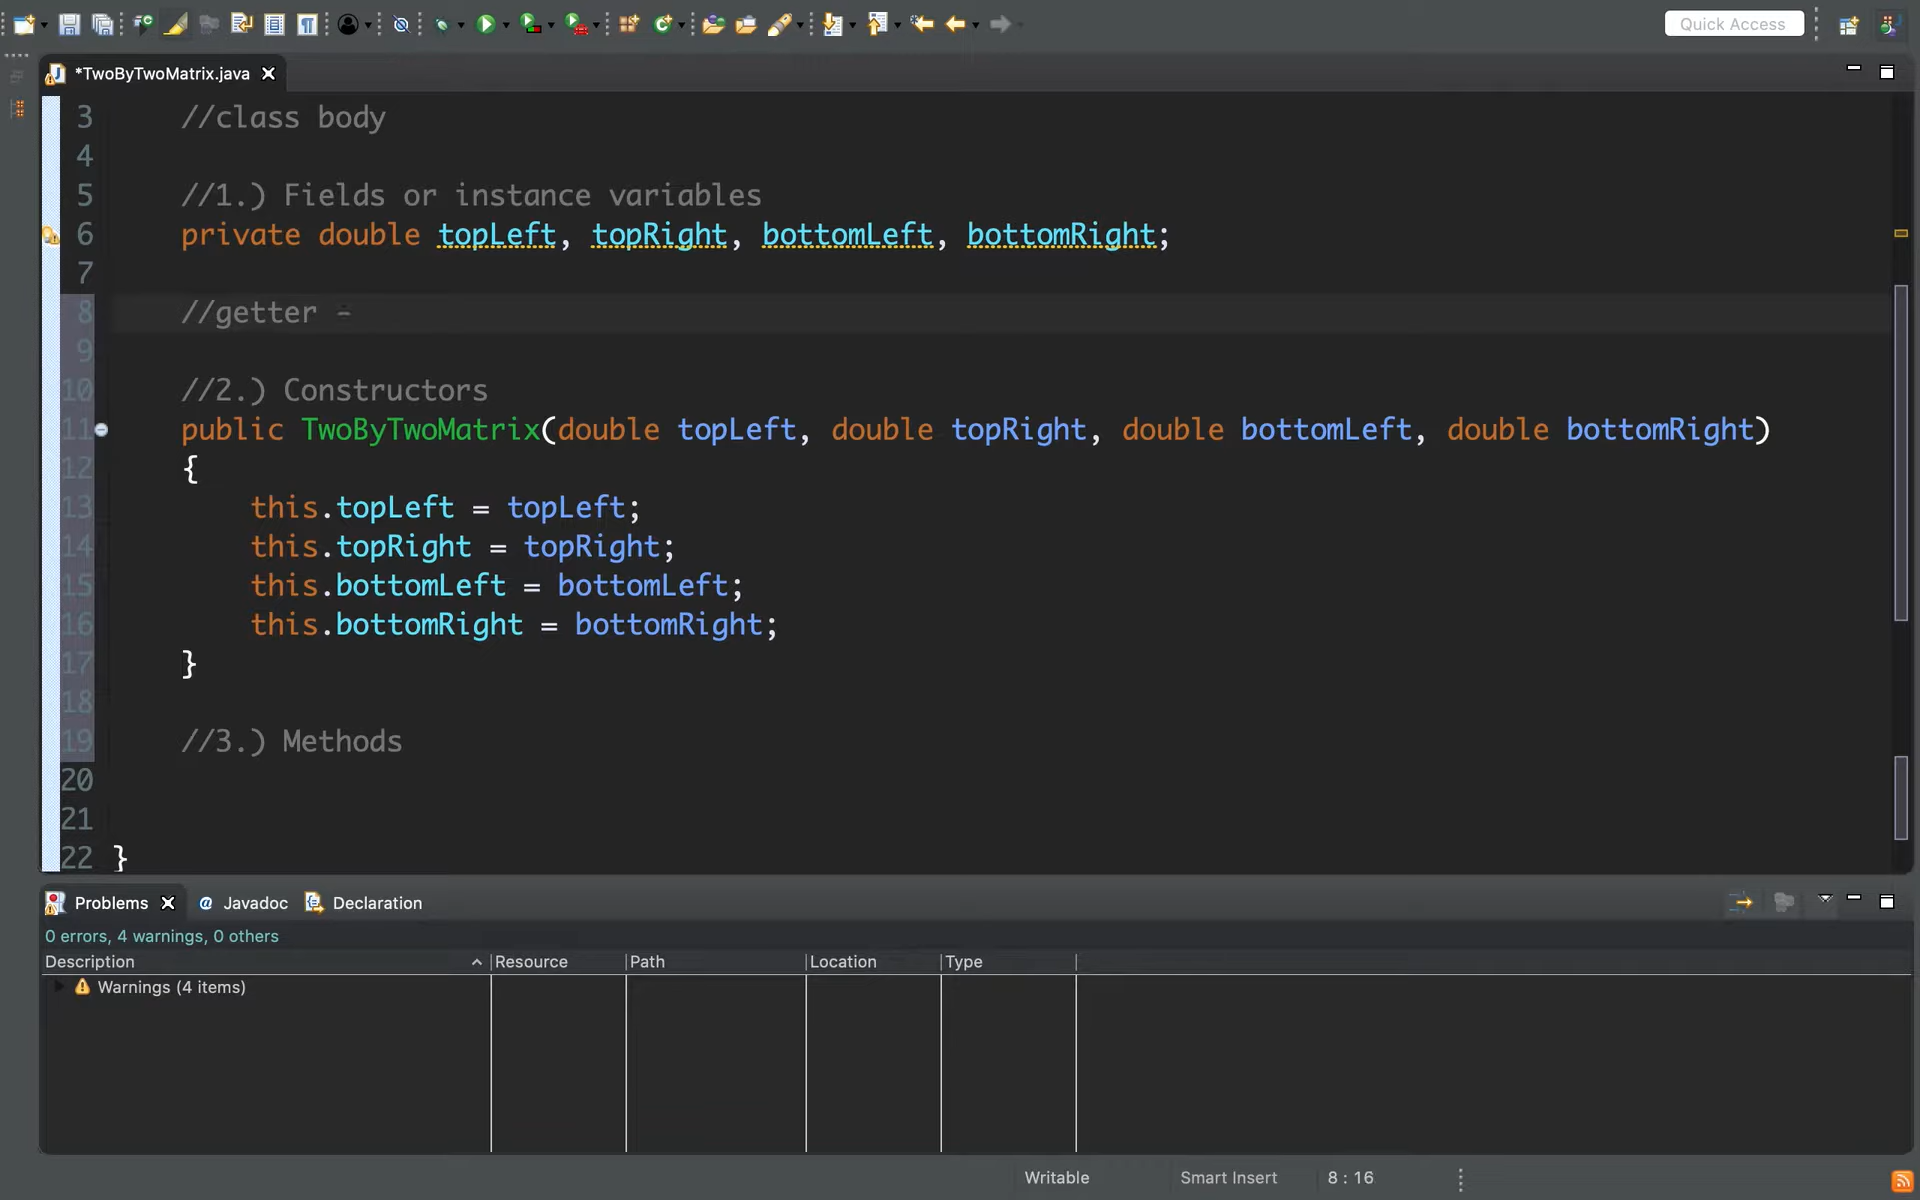 Quick Access
*TwoByTwoMatrix.java
3 //class body
4
5 //1.) Fields or instance variables
6 private double topLeft, topRight, bottomLeft, bottomRight;
7
8 //getter -
9
10 //2.) Constructors
11 public TwoByTwoMatrix(double topLeft, double topRight, double bottomLeft, double bottomRight)
12 {
13 this.topLeft = topLeft;
14 this.topRight = topRight;
15 this.bottomLeft = bottomLeft;
16 this.bottomRight = bottomRight;
17 }
18
19 //3.) Methods
20
21
22 }
Problems @ Javadoc Declaration
0 errors, 4 warnings, 0 others
Description Resource Path Location Type
Warnings (4 items)
Writable Smart Insert 8 : 16